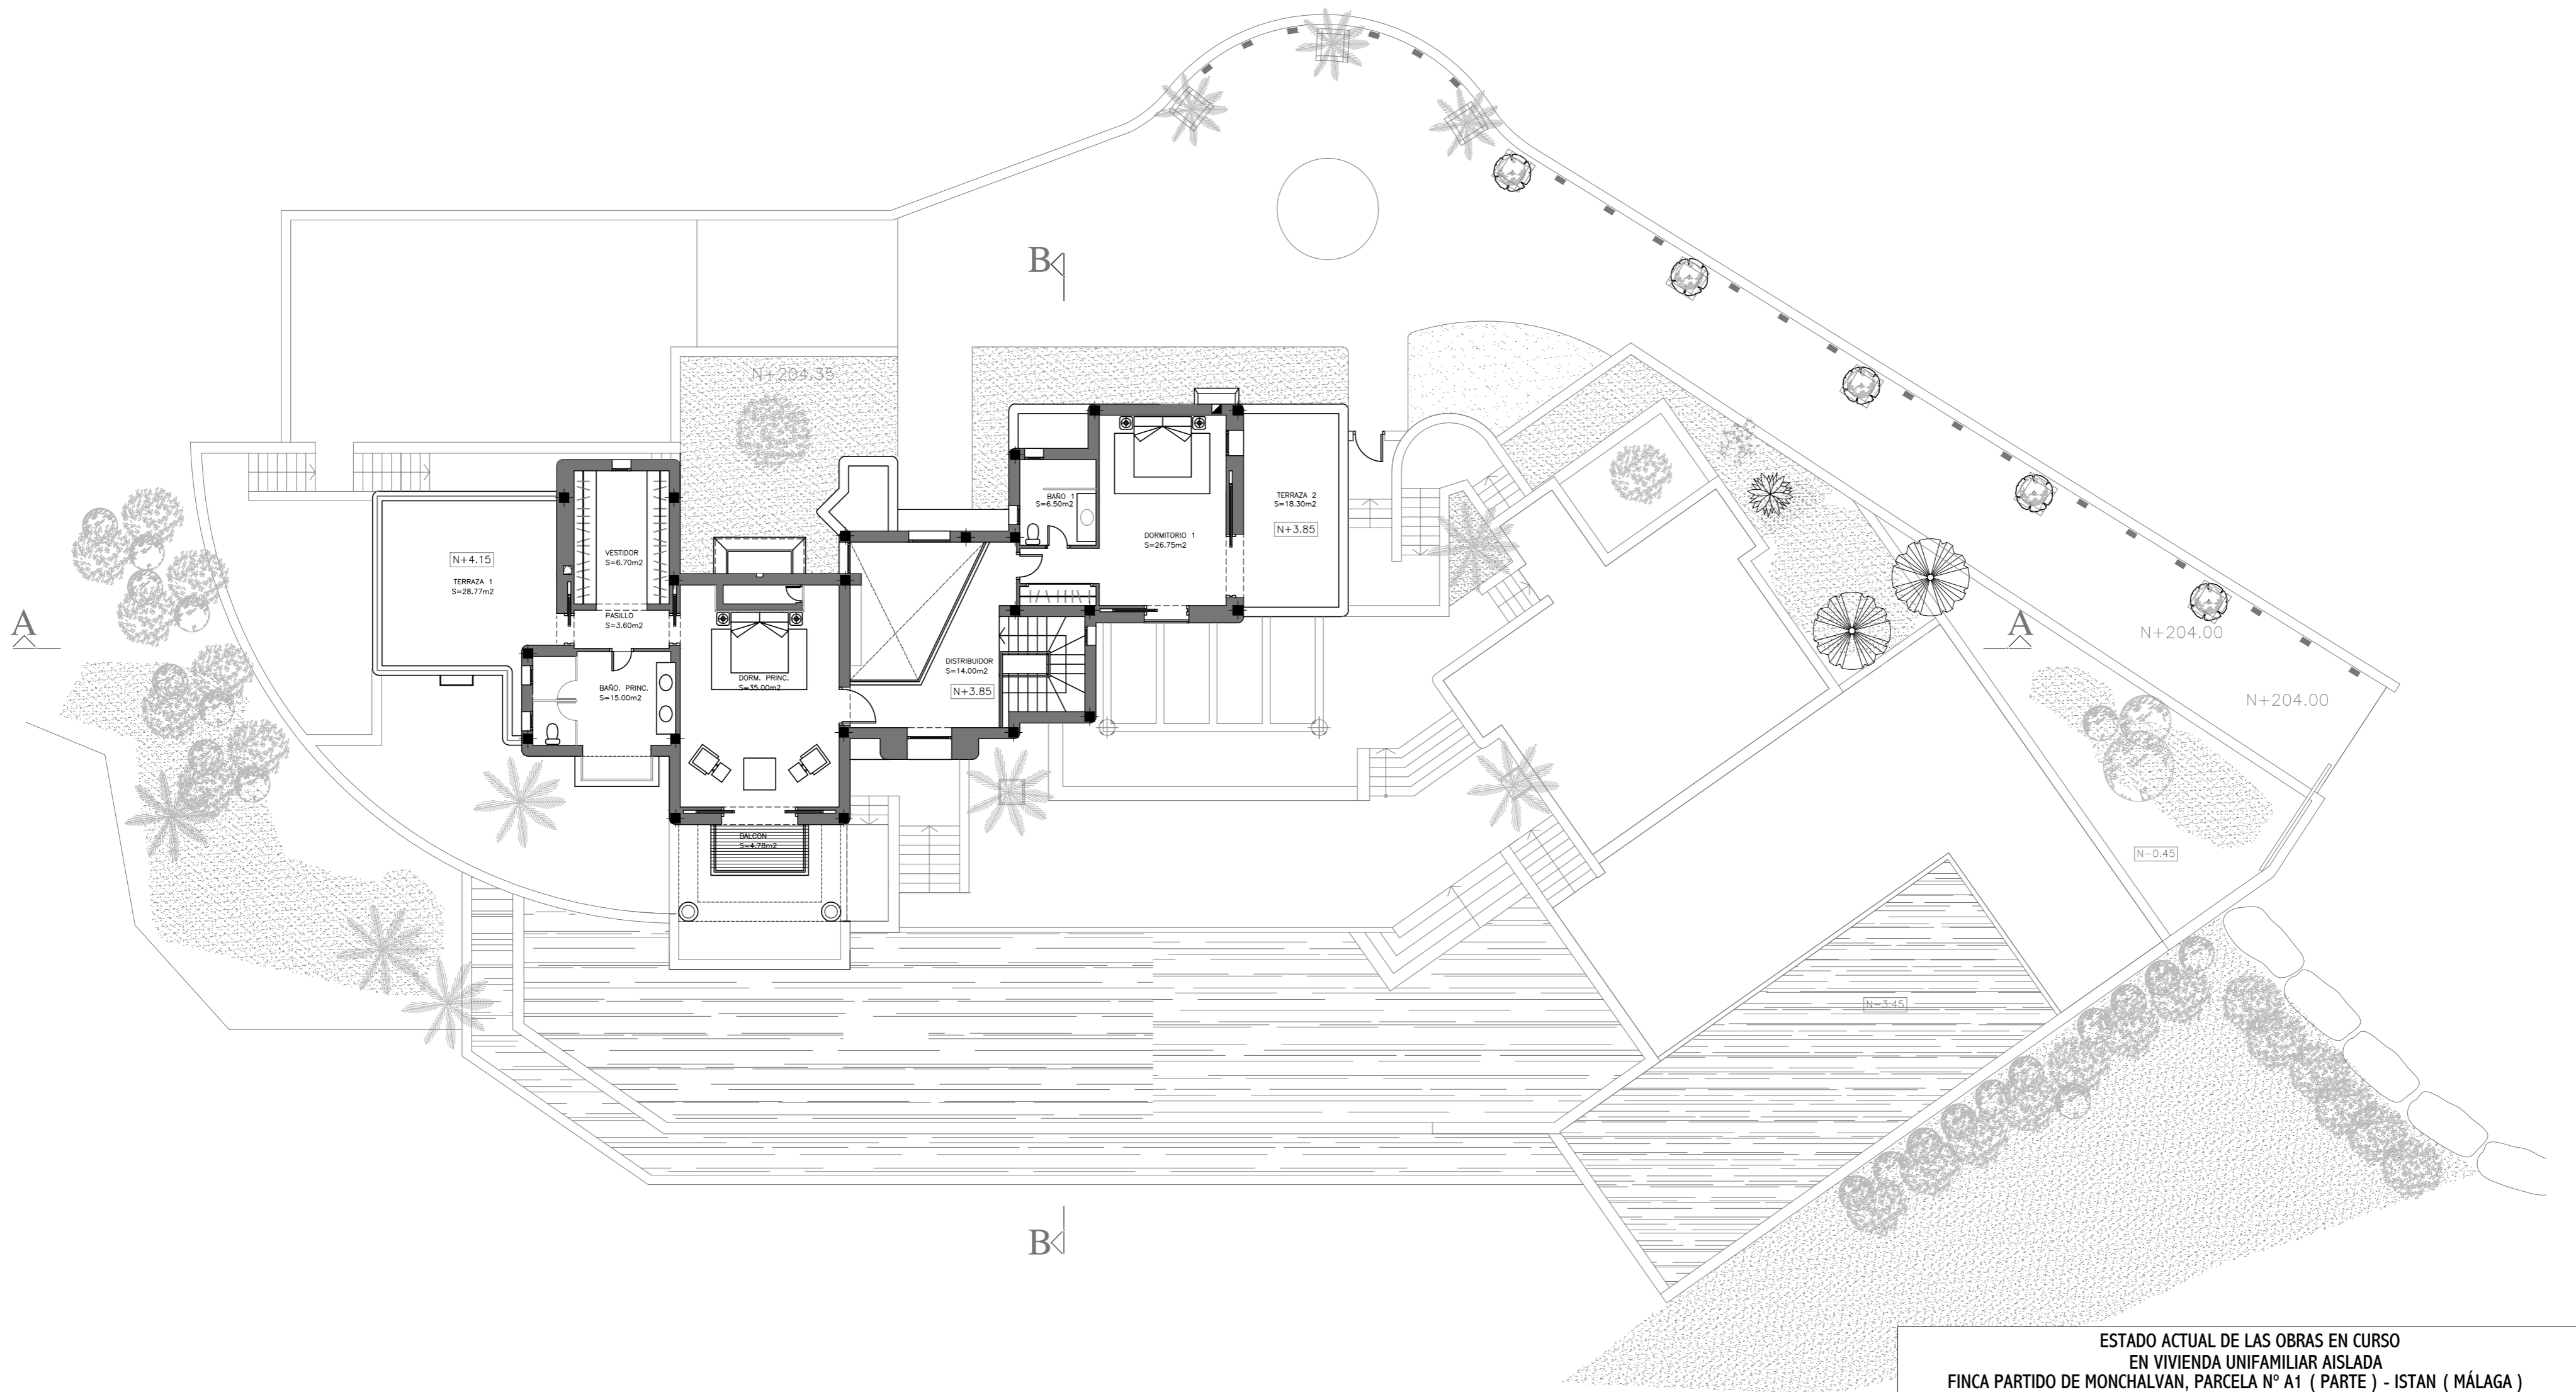 B
N+204.35
BAÑO 1
S=6.50m2
DORMITORIO 1
S=26.75m2
TERRAZA 2
S=18.30m2
N+3.85
N+4.15
TERRAZA 1
S=28.77m2
VESTIDOR
S=6.70m2
PASILLO
S=3.60m2
A
A
N+204.00
DISTRIBUIDOR
S=14.00m2
N+3.85
DORM. PRINC.
S=35.00m2
BAÑO. PRINC.
S=15.00m2
N+204.00
BALCON
S=4.78m2
N-0.45
N-3.45
B
ESTADO ACTUAL DE LAS OBRAS EN CURSO
EN VIVIENDA UNIFAMILIAR AISLADA
FINCA PARTIDO DE MONCHALVAN, PARCELA Nº A1 ( PARTE ) - ISTAN ( MÁLAGA )